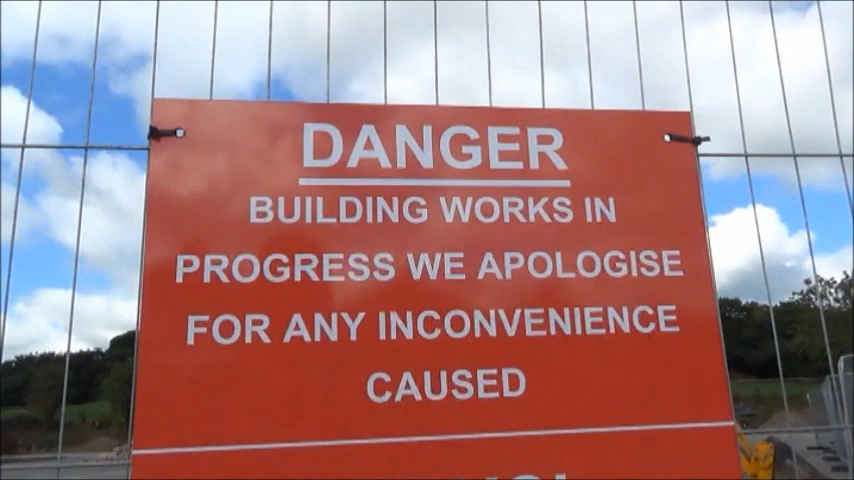 DANGER
BUILDING WORKS IN
PROGRESS WE APOLOGISE
FOR ANY INCONVENIENCE
CAUSED